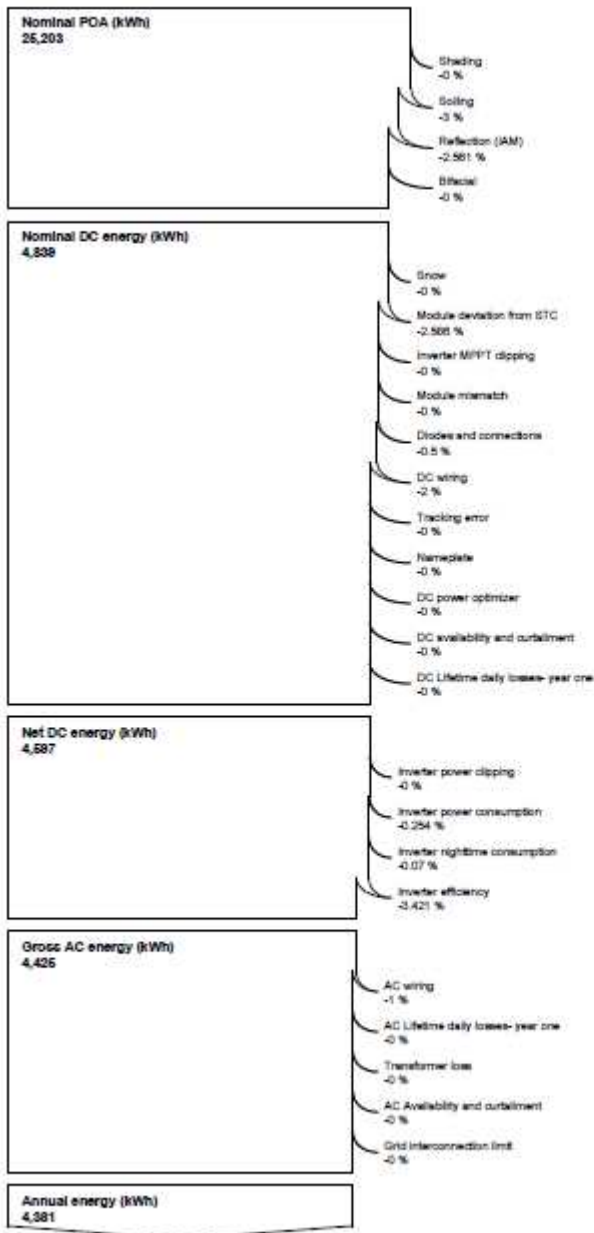 Nominal POA (kWh)
25,203
Shading
-0 %
Soiling
-3 %
Reflection (IAM)
-2.561 %
Bifacial
-0 %
Nominal DC energy (kWh)
4,839
Snow
-0 %
Module deviation from STC
-2.566 %
Inverter MPPT clipping
-0 %
Module mismatch
-0 %
Diodes and connections
-0.5 %
DC wiring
-2 %
Tracking error
-0 %
Nameplate
-0 %
DC power optimizer
-0 %
DC availability and curtailment
-0 %
DC Lifetime daily losses- year one
-0 %
Net DC energy (kWh)
4,597
Inverter power clipping
-0 %
Inverter power consumption
-0.254 %
Inverter nighttime consumption
-0.07 %
Inverter efficiency
-3.421 %
Gross AC energy (kWh)
4,425
AC wiring
-1 %
AC Lifetime daily losses- year one
-0 %
Transformer loss
-0 %
AC Availability and curtailment
-0 %
Grid interconnection limit
-0 %
Annual energy (kWh)
4,381